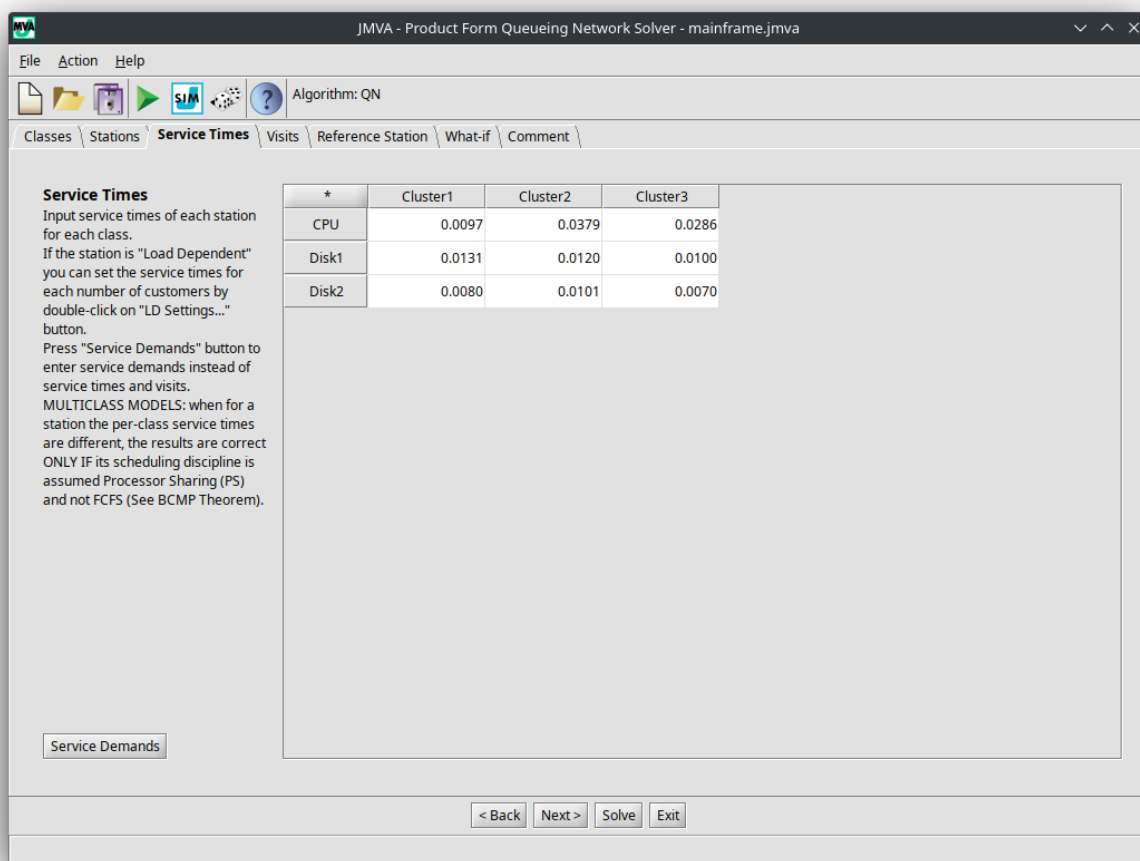 MVA JMVA - Product Form Queueing Network Solver - mainframe.jmva
File Action Help
SIM ? Algorithm: QN
Classes Stations Service Times Visits Reference Station What-if Comment
Service Times
Input service times of each station
for each class.
If the station is "Load Dependent"
you can set the service times for
each number of customers by
double-click on "LD Settings..."
button.
Press "Service Demands" button to
enter service demands instead of
service times and visits.
MULTICLASS MODELS: when for a
station the per-class service times
are different, the results are correct
ONLY IF its scheduling discipline is
assumed Processor Sharing (PS)
and not FCFS (See BCMP Theorem).
* Cluster1 Cluster2 Cluster3
CPU 0.0097 0.0379 0.0286
Disk1 0.0131 0.0120 0.0100
Disk2 0.0080 0.0101 0.0070
Service Demands
< Back Next > Solve Exit